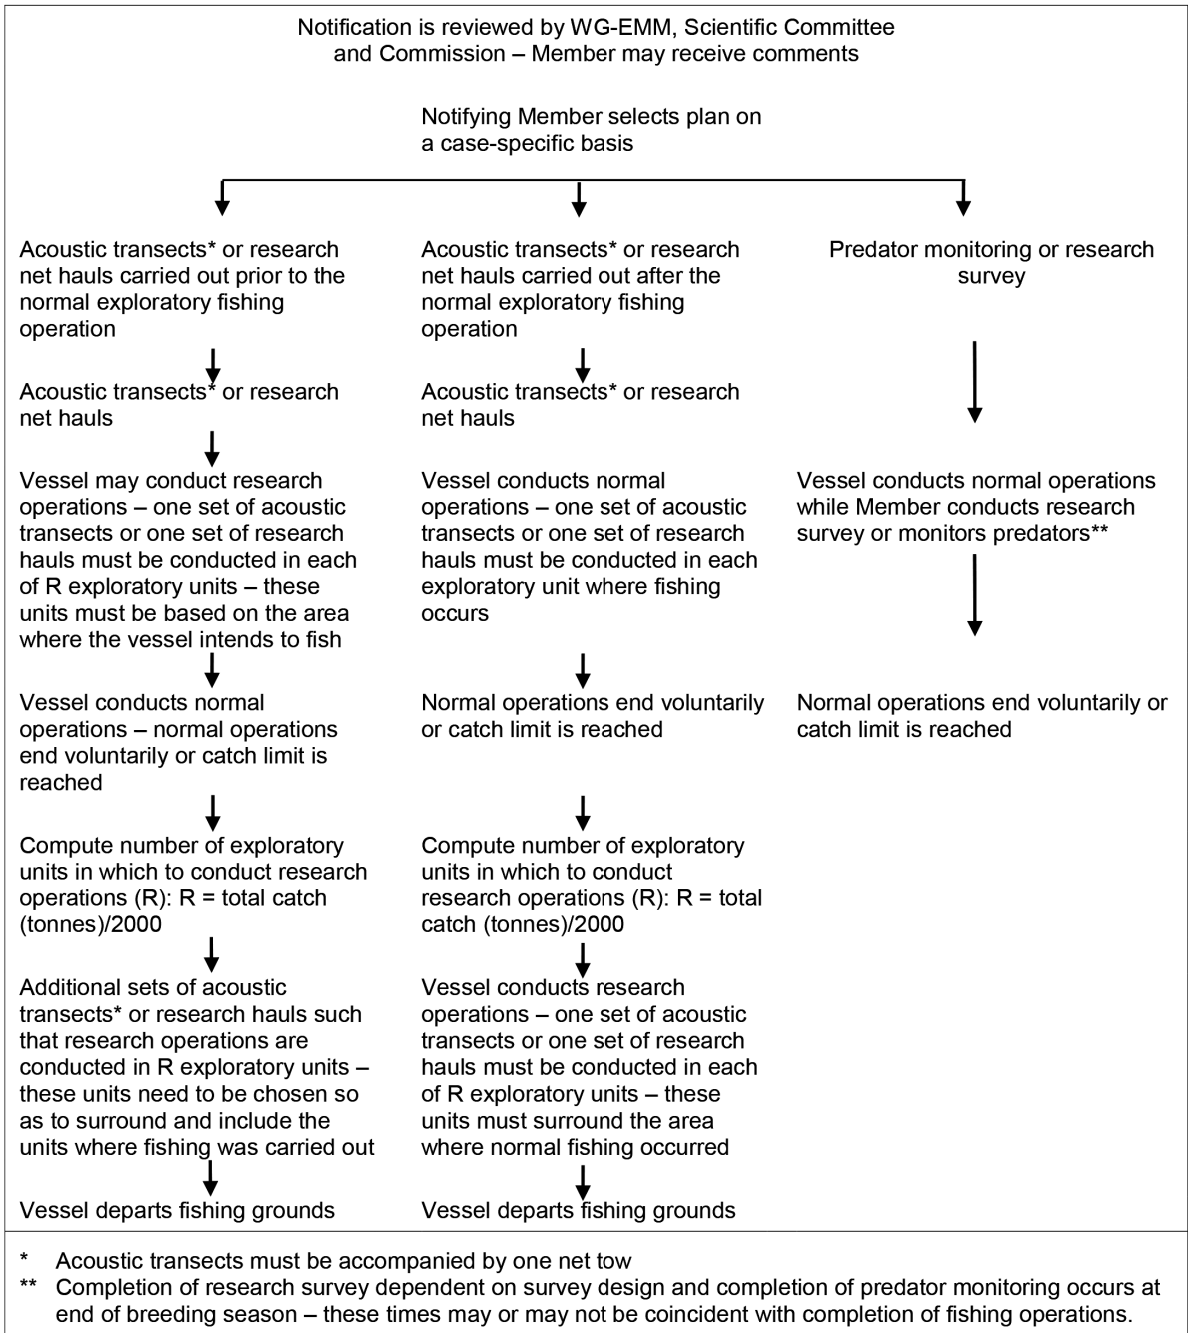 Notification is reviewed by WG-EMM, Scientific Committee
and Commission – Member may receive comments
Notifying Member selects plan on
a case-specific basis
Acoustic transects* or research
net hauls carried out prior to the
normal exploratory fishing
operation
Acoustic transects* or research
net hauls
Vessel may conduct research
operations – one set of acoustic
transects or one set of research
hauls must be conducted in each
of R exploratory units – these
units must be based on the area
where the vessel intends to fish
Vessel conducts normal
operations – normal operations
end voluntarily or catch limit is
reached
Compute number of exploratory
units in which to conduct research
operations (R): R = total catch
(tonnes)/2000
Additional sets of acoustic
transects* or research hauls such
that research operations are
conducted in R exploratory units –
these units need to be chosen so
as to surround and include the
units where fishing was carried out
Vessel departs fishing grounds
Acoustic transects* or research
net hauls carried out after the
normal exploratory fishing
operation
Acoustic transects* or research
net hauls
Vessel conducts normal
operations – one set of acoustic
transects or one set of research
hauls must be conducted in each
exploratory unit where fishing
occurs
Normal operations end voluntarily
or catch limit is reached
Compute number of exploratory
units in which to conduct
research operations (R): R = total
catch (tonnes)/2000
Vessel conducts research
operations – one set of acoustic
transects or one set of research
hauls must be conducted in each
of R exploratory units – these
units must surround the area
where normal fishing occurred
Vessel departs fishing grounds
Predator monitoring or research
survey
Vessel conducts normal operations
while Member conducts research
survey or monitors predators**
Normal operations end voluntarily or
catch limit is reached
* Acoustic transects must be accompanied by one net tow
** Completion of research survey dependent on survey design and completion of predator monitoring occurs at
end of breeding season – these times may or may not be coincident with completion of fishing operations.